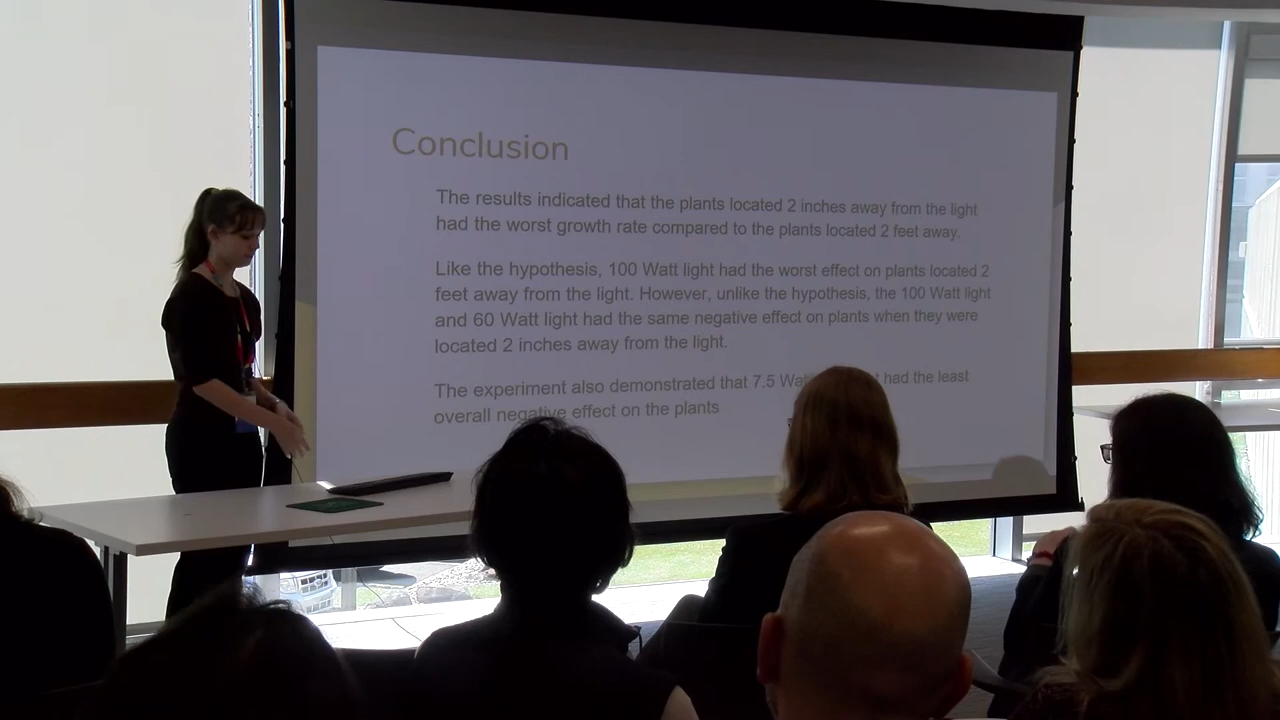 Conclusion
The results indicated that the plants located 2 inches away from the light
had the worst growth rate compared to the plants located 2 feet away.
Like the hypothesis, 100 Watt light had the worst effect on plants located 2
feet away from the light. However, unlike the hypothesis, the 100 Watt light
and 60 Watt light had the same negative effect on plants when they were
located 2 inches away from the light.
The experiment also demonstrated that 7.5 had the least
overall negative effect on the plants